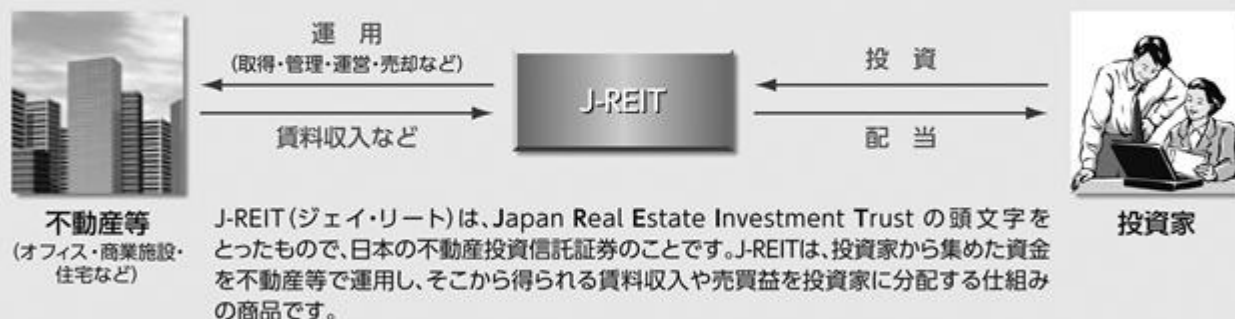 運 用
(取得・管理・運営・売却など)
賃料収入など
J-REIT
投 資
配 当
不動産等
(オフィス・商業施設・
住宅など)
J-REIT(ジェイ・リート)は、Japan Real Estate Investment Trust の頭文字を
とったもので、日本の不動産投資信託証券のことです。J-REITは、投資家から集めた資金
を不動産等で運用し、そこから得られる賃料収入や売買益を投資家に分配する仕組み
の商品です。
投資家